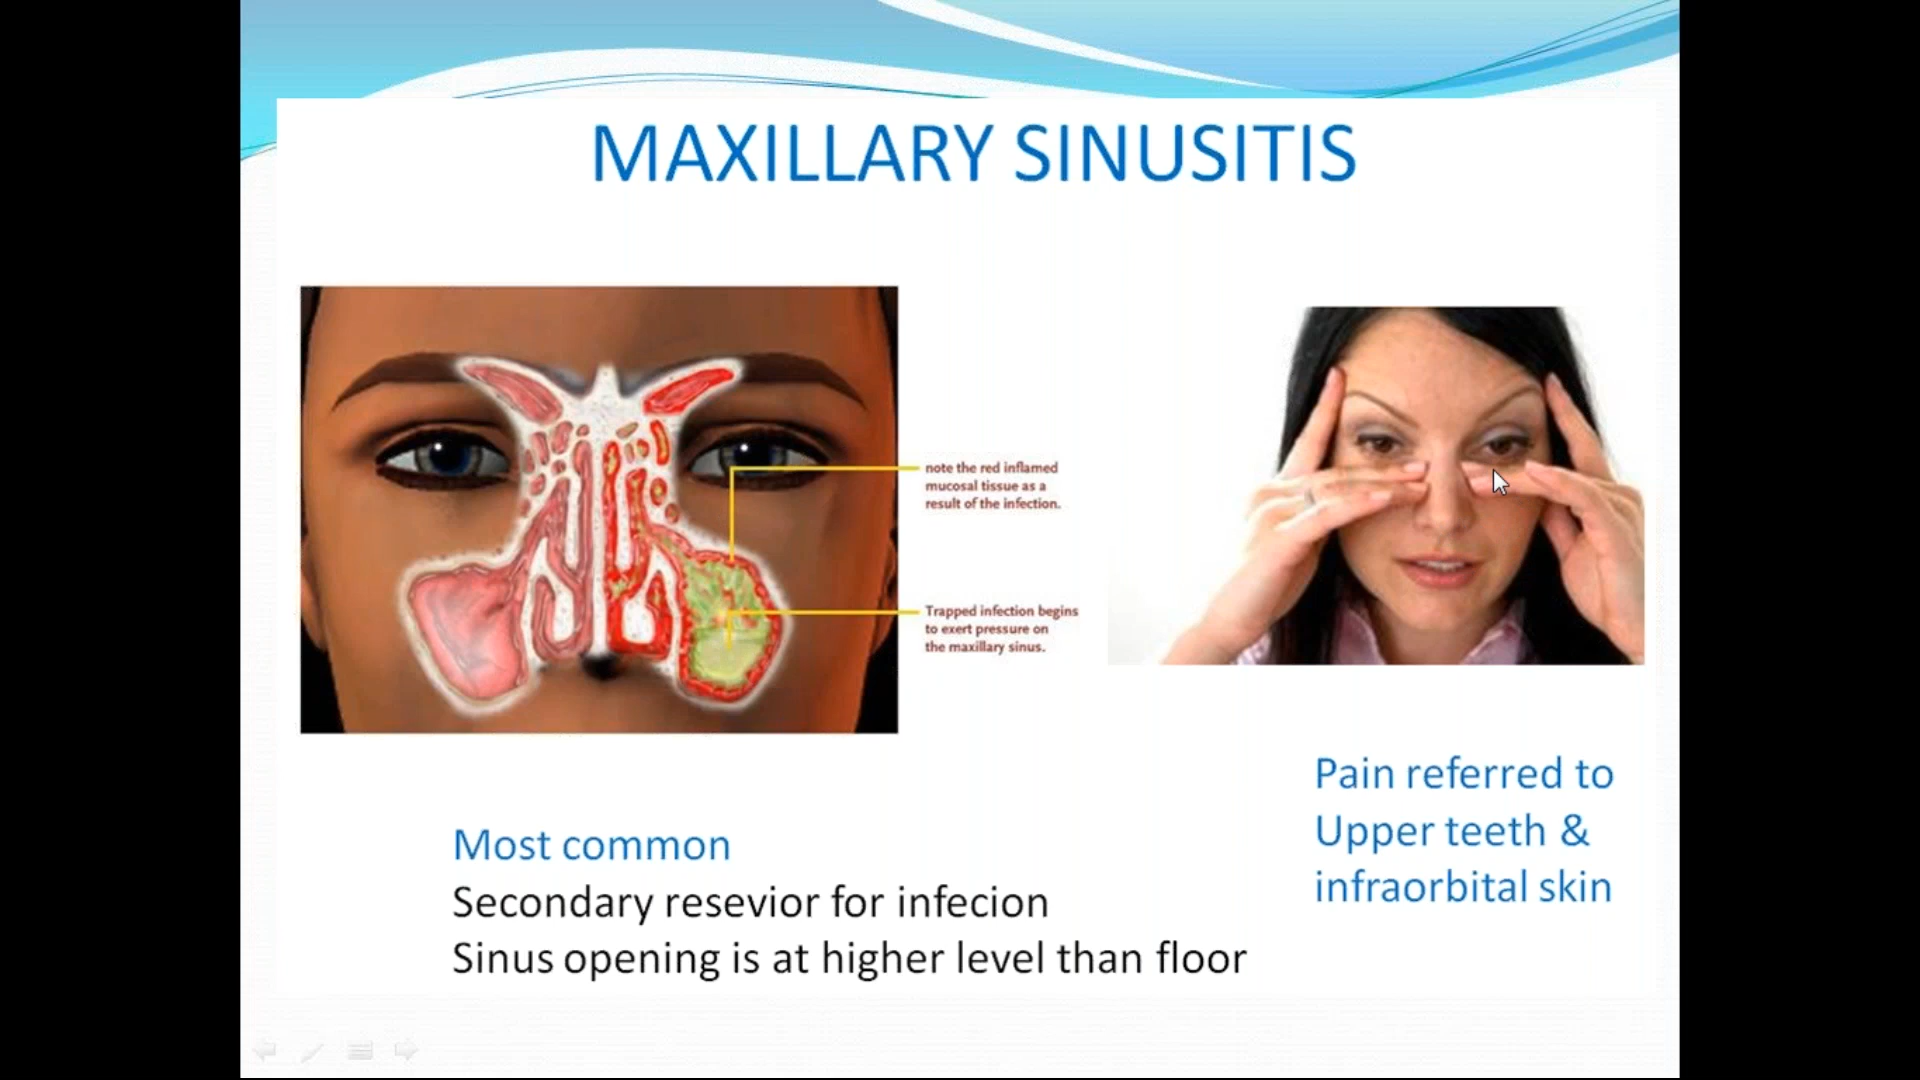 MAXILLARY SINUSITIS
note the red inflamed
mucosal tissue as a
result of the infection.
Trapped infection begins
to exert pressure on
the maxillary sinus.
Pain referred to
Upper teeth &
infraorbital skin
Most common
Secondary resevior for infecion
Sinus opening is at higher level than floor